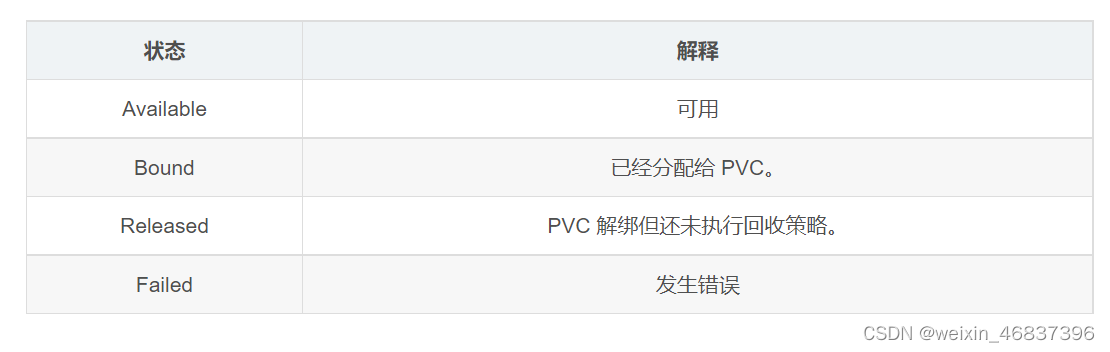 状态 解释
Available 可用
Bound 已经分配给 PVC。
Released PVC 解绑但还未执行回收策略。
Failed 发生错误
CSDN @weixin_46837396